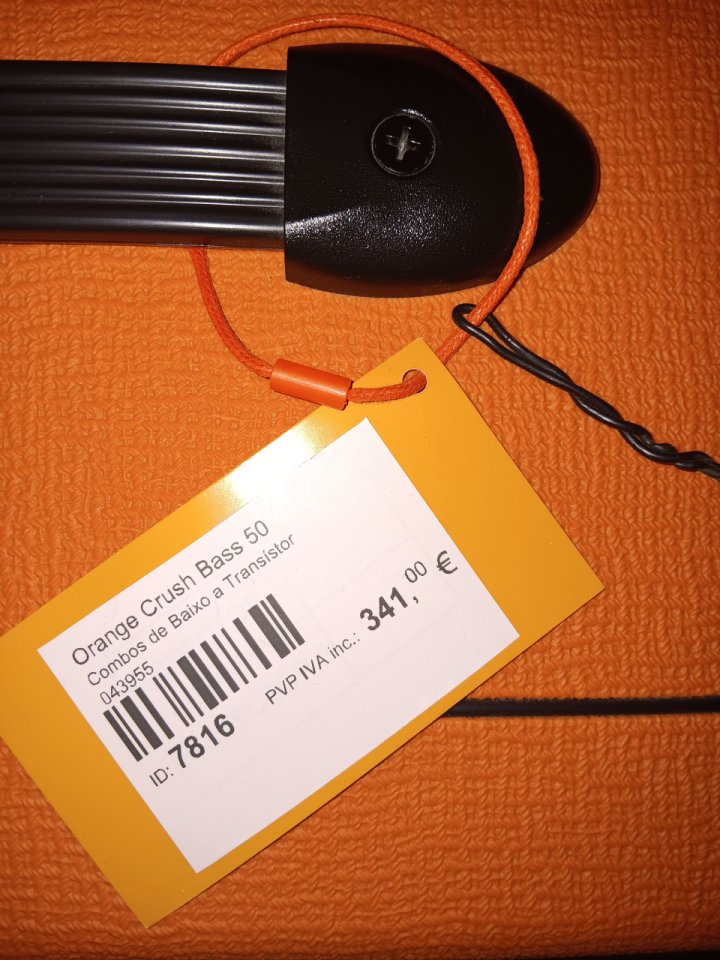 Orange Crush Bass 50
Combos de Baixo a Transístor
043955
ID: 7816
PVP IVA inc.: 341,00 €